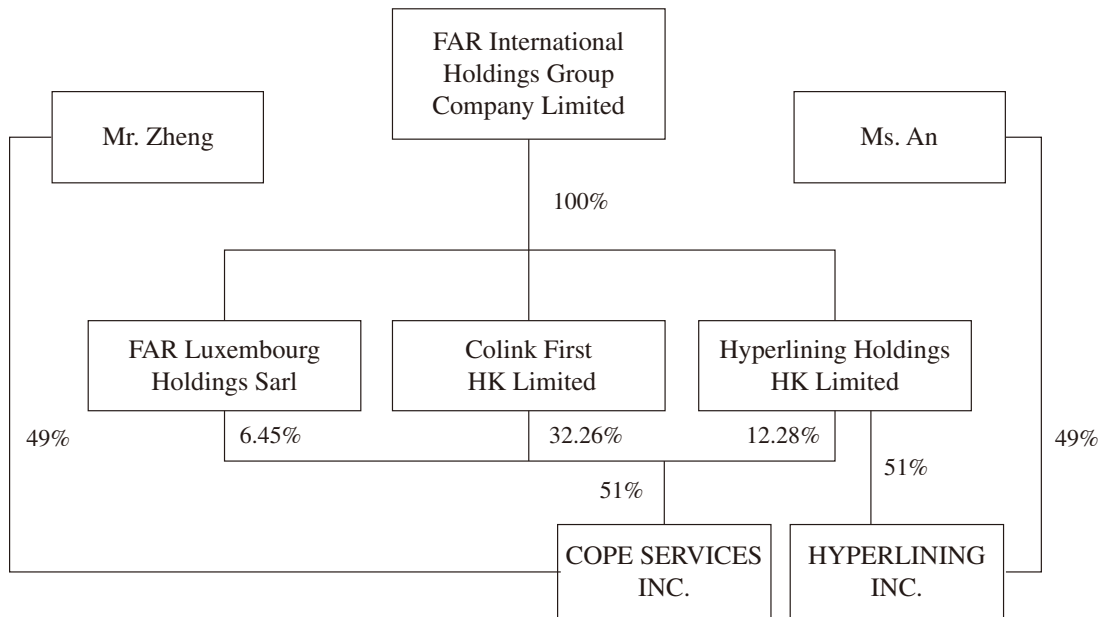 FAR International
Holdings Group
Company Limited
Mr. Zheng
Ms. An
100%
FAR Luxembourg
Holdings Sarl
Colink First
HK Limited
Hyperlining Holdings
HK Limited
49%
6.45%
32.26%
12.28%
49%
51%
51%
COPE SERVICES
INC.
HYPERLINING
INC.